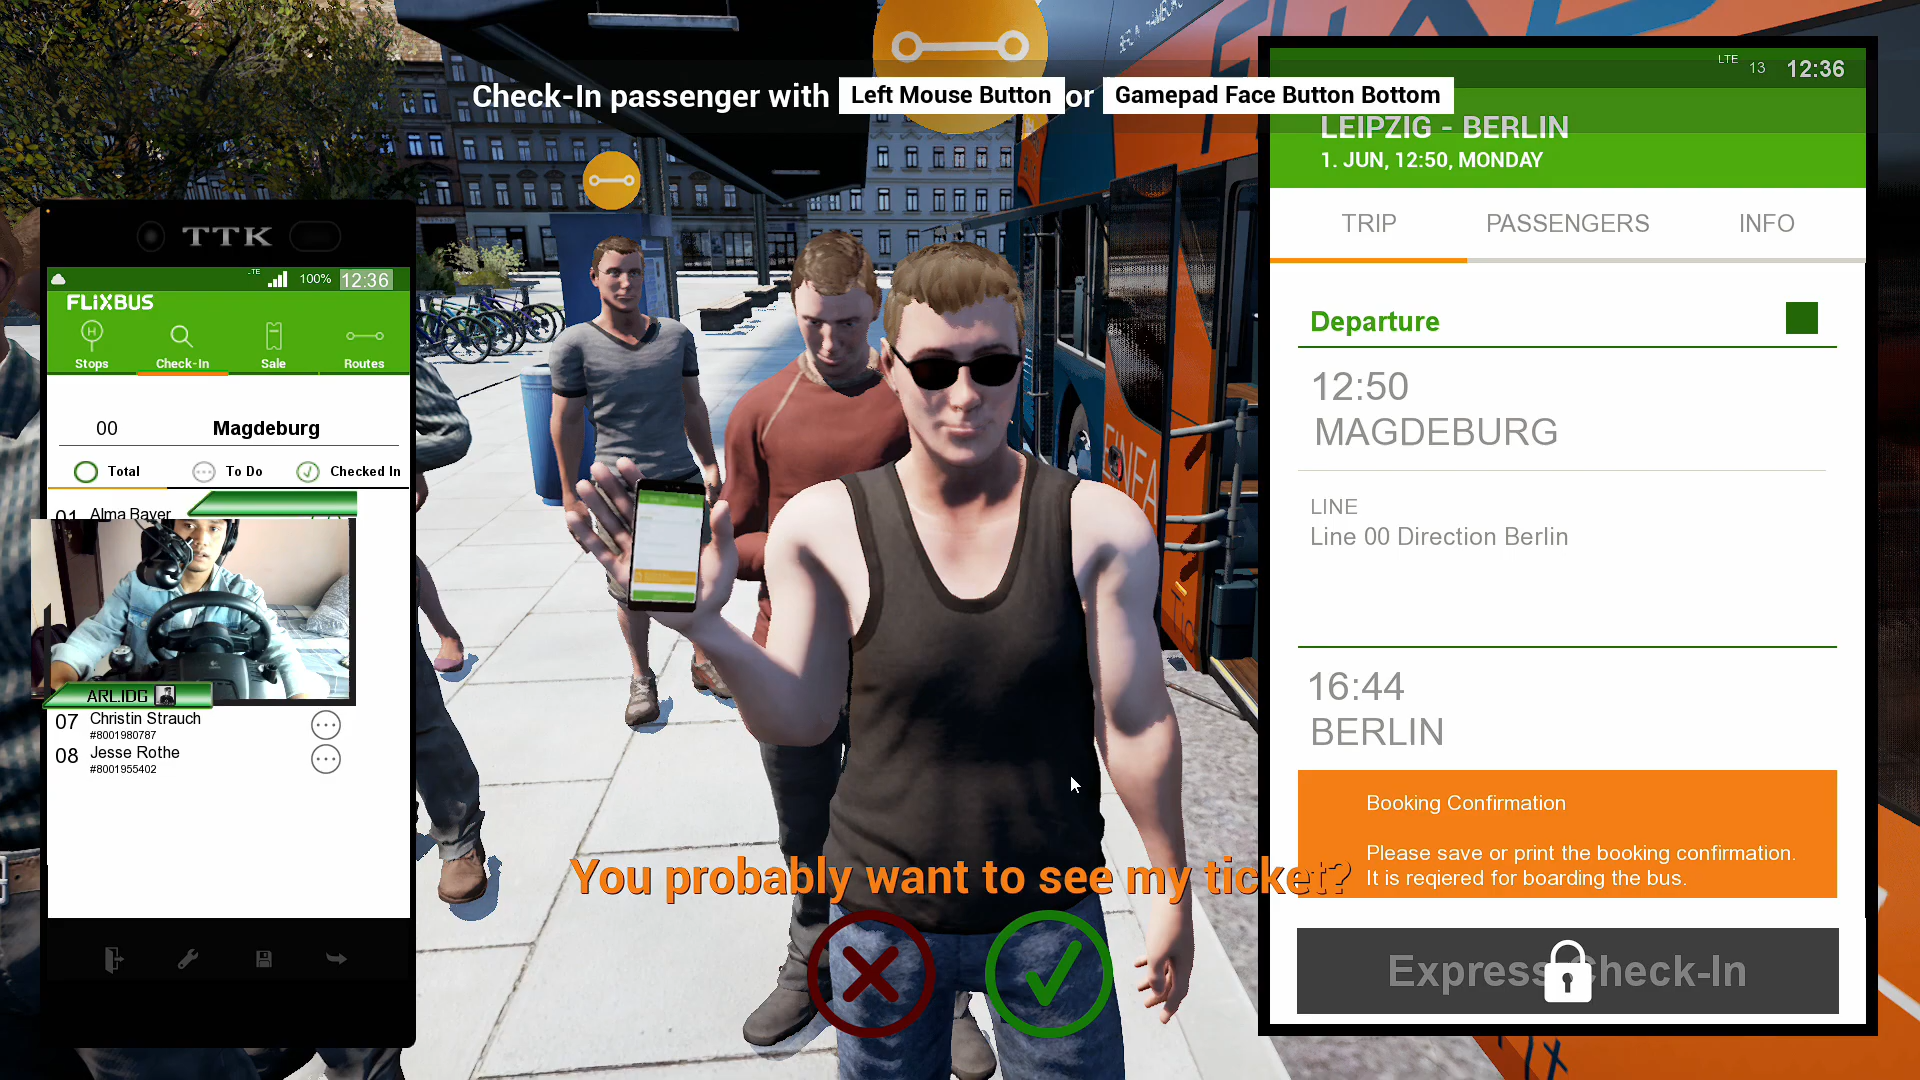 Check-In passenger with Left Mouse Button or Gamepad Face Button Bottom
TTK
LTE 100% 12:36
FLiXBUS
Stops Check-In Sale Routes
00 Magdeburg
Total To Do Checked In
01 Alma Bayer
ARL.IDG
07 Christin Strauch
#8001980787
08 Jesse Rothe
#8001955402
You probably want to see my ticket?
LTE 13 12:36
LEIPZIG - BERLIN
1. JUN, 12:50, MONDAY
TRIP PASSENGERS INFO
Departure
12:50
MAGDEBURG
LINE
Line 00 Direction Berlin
16:44
BERLIN
Booking Confirmation
Please save or print the booking confirmation.
It is reqiered for boarding the bus.
Express Check-In